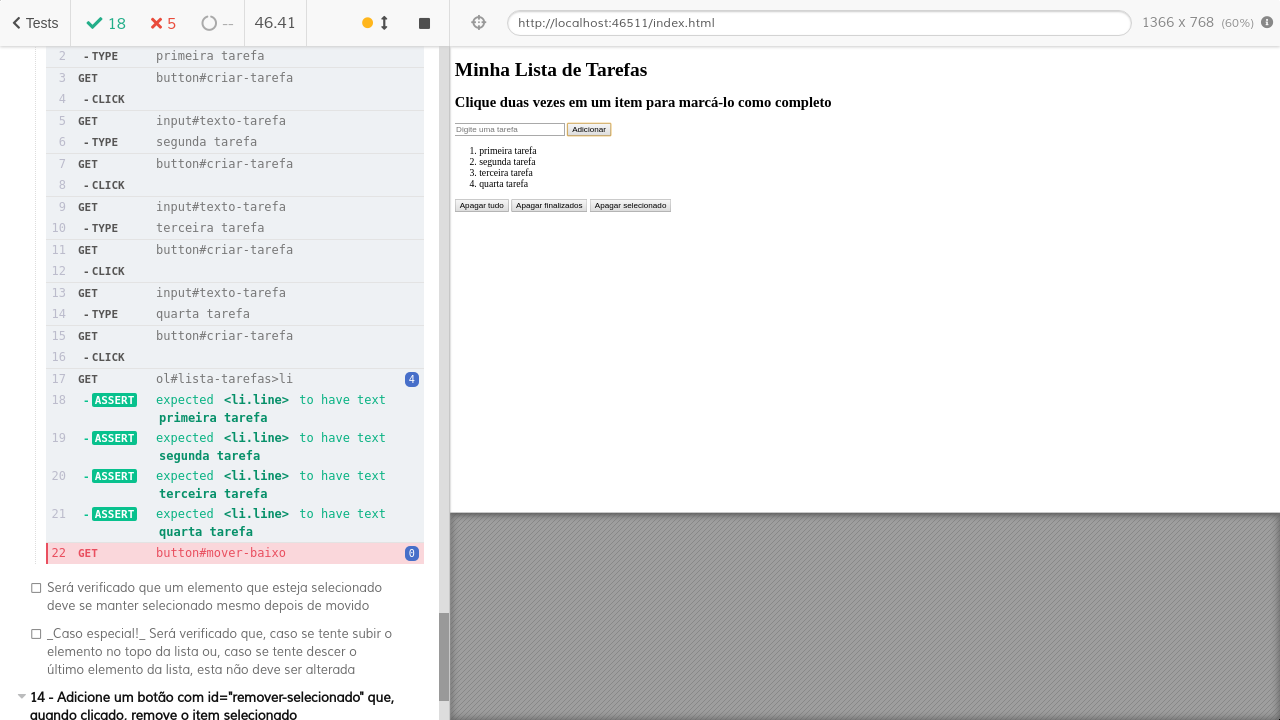 Tests 18 5 -- 46.41 http://localhost:46511/index.html 1366 x 768 (60%)
2 - TYPE primeira tarefa
3 GET button#criar-tarefa
4 - CLICK
5 GET input#texto-tarefa
6 - TYPE segunda tarefa
7 GET button#criar-tarefa
8 - CLICK
9 GET input#texto-tarefa
10 - TYPE terceira tarefa
11 GET button#criar-tarefa
12 - CLICK
13 GET input#texto-tarefa
14 - TYPE quarta tarefa
15 GET button#criar-tarefa
16 - CLICK
17 GET ol#lista-tarefas>li 4
18 - ASSERT expected <li.line> to have text
primeira tarefa
19 - ASSERT expected <li.line> to have text
segunda tarefa
20 - ASSERT expected <li.line> to have text
terceira tarefa
21 - ASSERT expected <li.line> to have text
quarta tarefa
22 GET button#mover-baixo 0
Será verificado que um elemento que esteja selecionado
deve se manter selecionado mesmo depois de movido
_Caso especial!_ Será verificado que, caso se tente subir o
elemento no topo da lista ou, caso se tente descer o
último elemento da lista, esta não deve ser alterada
14 - Adicione um botão com id="remover-selecionado" que,
quando clicado, remove o item selecionado
Minha Lista de Tarefas
Clique duas vezes em um item para marcá-lo como completo
Digite uma tarefa Adicionar
1. primeira tarefa
2. segunda tarefa
3. terceira tarefa
4. quarta tarefa
Apagar tudo Apagar finalizados Apagar selecionado